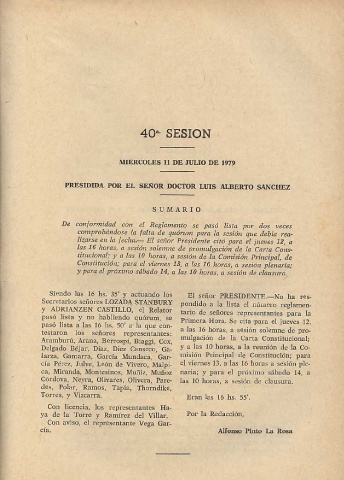 40ª SESION
MIERCOLES 11 DE JULIO DE 1979
PRESIDIDA POR EL SEÑOR DOCTOR LUIS ALBERTO SANCHEZ
SUMARIO
De conformidad con el Reglamento se pasó lista por dos veces
comprobándose la falta de quórum para la sesión que debía rea-
lizarse en la fecha.— El señor Presidente citó para el jueves 12, a
las 16 horas, a sesión solemne de promulgación de la Carta Cons-
titucional; y a las 10 horas, a sesión de la Comisión Principal, de
Constitución; para el viernes 13, a las 16 horas, a sesión plenaria;
y para el próximo sábado 14, a las 10 horas, a sesión de clausura.
Siendo las 16 hs. 35' y actuando los
Secretarios señores LOZADA STANBURY
y ADRIANZEN CASTILLO, el Relator
pasó lista y no habiendo quórum, se
pasó lista a las 16 hs. 50' a la que con-
testaron los señores representantes:
Aramburú, Arana, Berrospi, Biaggi, Cox,
Delgado Béjar, Díaz, Díez Canseco, Ga-
larza, Gamarra, García Mundaca, Gar-
cía Pérez, Julve, León de Vivero, Malpi-
ca, Miranda, Montesinos, Muñiz, Muñoz
Córdova, Neyra, Olivares, Olivera, Pare-
des, Polar, Ramos, Tapia, Thorndike,
Torres, y Vizcarra.
Con licencia, los representantes Ha-
ya de la Torre y Ramírez del Villar.
Con aviso, el representante Vega Gar-
cía.
El señor PRESIDENTE.—No ha res-
pondido a la lista el número reglamen-
tario de señores representantes para la
Primera Hora. Se cita para el jueves 12,
a las 16 horas, a sesión solemne de pro-
mulgación de la Carta Constitucional;
y a las 10 horas, a la reunión de la Co-
misión Principal de Constitución; para
el viernes 13, a las 16 horas, a sesión ple-
naria; y para el próximo sábado 14, a
las 10 horas, a sesión de clausura.
Eran las 16 hs. 55'.
Por la Redacción,
Alfonso Pinto La Rosa